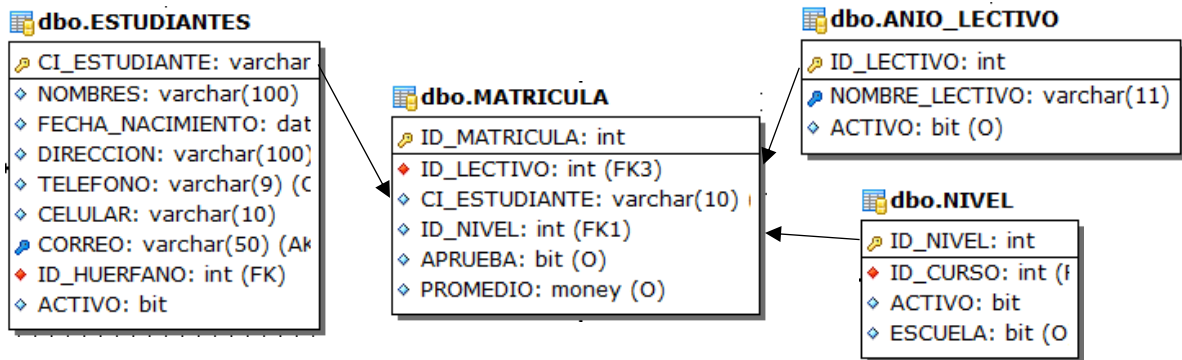 dbo.ESTUDIANTES
CI_ESTUDIANTE: varchar
NOMBRES: varchar(100)
FECHA_NACIMIENTO: dat
DIRECCION: varchar(100)
TELEFONO: varchar(9) (
CELULAR: varchar(10)
CORREO: varchar(50) (AK
ID_HUERFANO: int (FK)
ACTIVO: bit
dbo.MATRICULA
ID_MATRICULA: int
ID_LECTIVO: int (FK3)
CI_ESTUDIANTE: varchar(10) (
ID_NIVEL: int (FK1)
APRUEBA: bit (O)
PROMEDIO: money (O)
dbo.ANIO_LECTIVO
ID_LECTIVO: int
NOMBRE_LECTIVO: varchar(11)
ACTIVO: bit (O)
dbo.NIVEL
ID_NIVEL: int
ID_CURSO: int (F
ACTIVO: bit
ESCUELA: bit (O